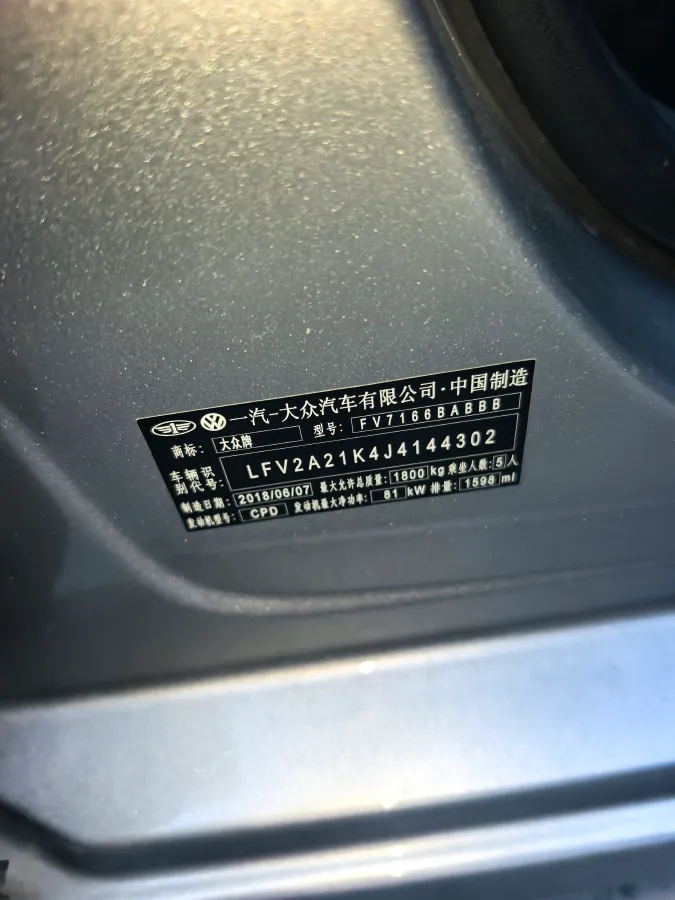 一汽-大众汽车有限公司·中国制造
商标: 大众牌 型号: FV7166BABBB
车辆识别代号: LFV2A21K4J4144302
制造日期: 2018/06/07 最大允许总质量: 1800 kg 乘坐人数: 5 人
发动机型号: CPD 发动机最大净功率: 81 kW 排量: 1598 ml